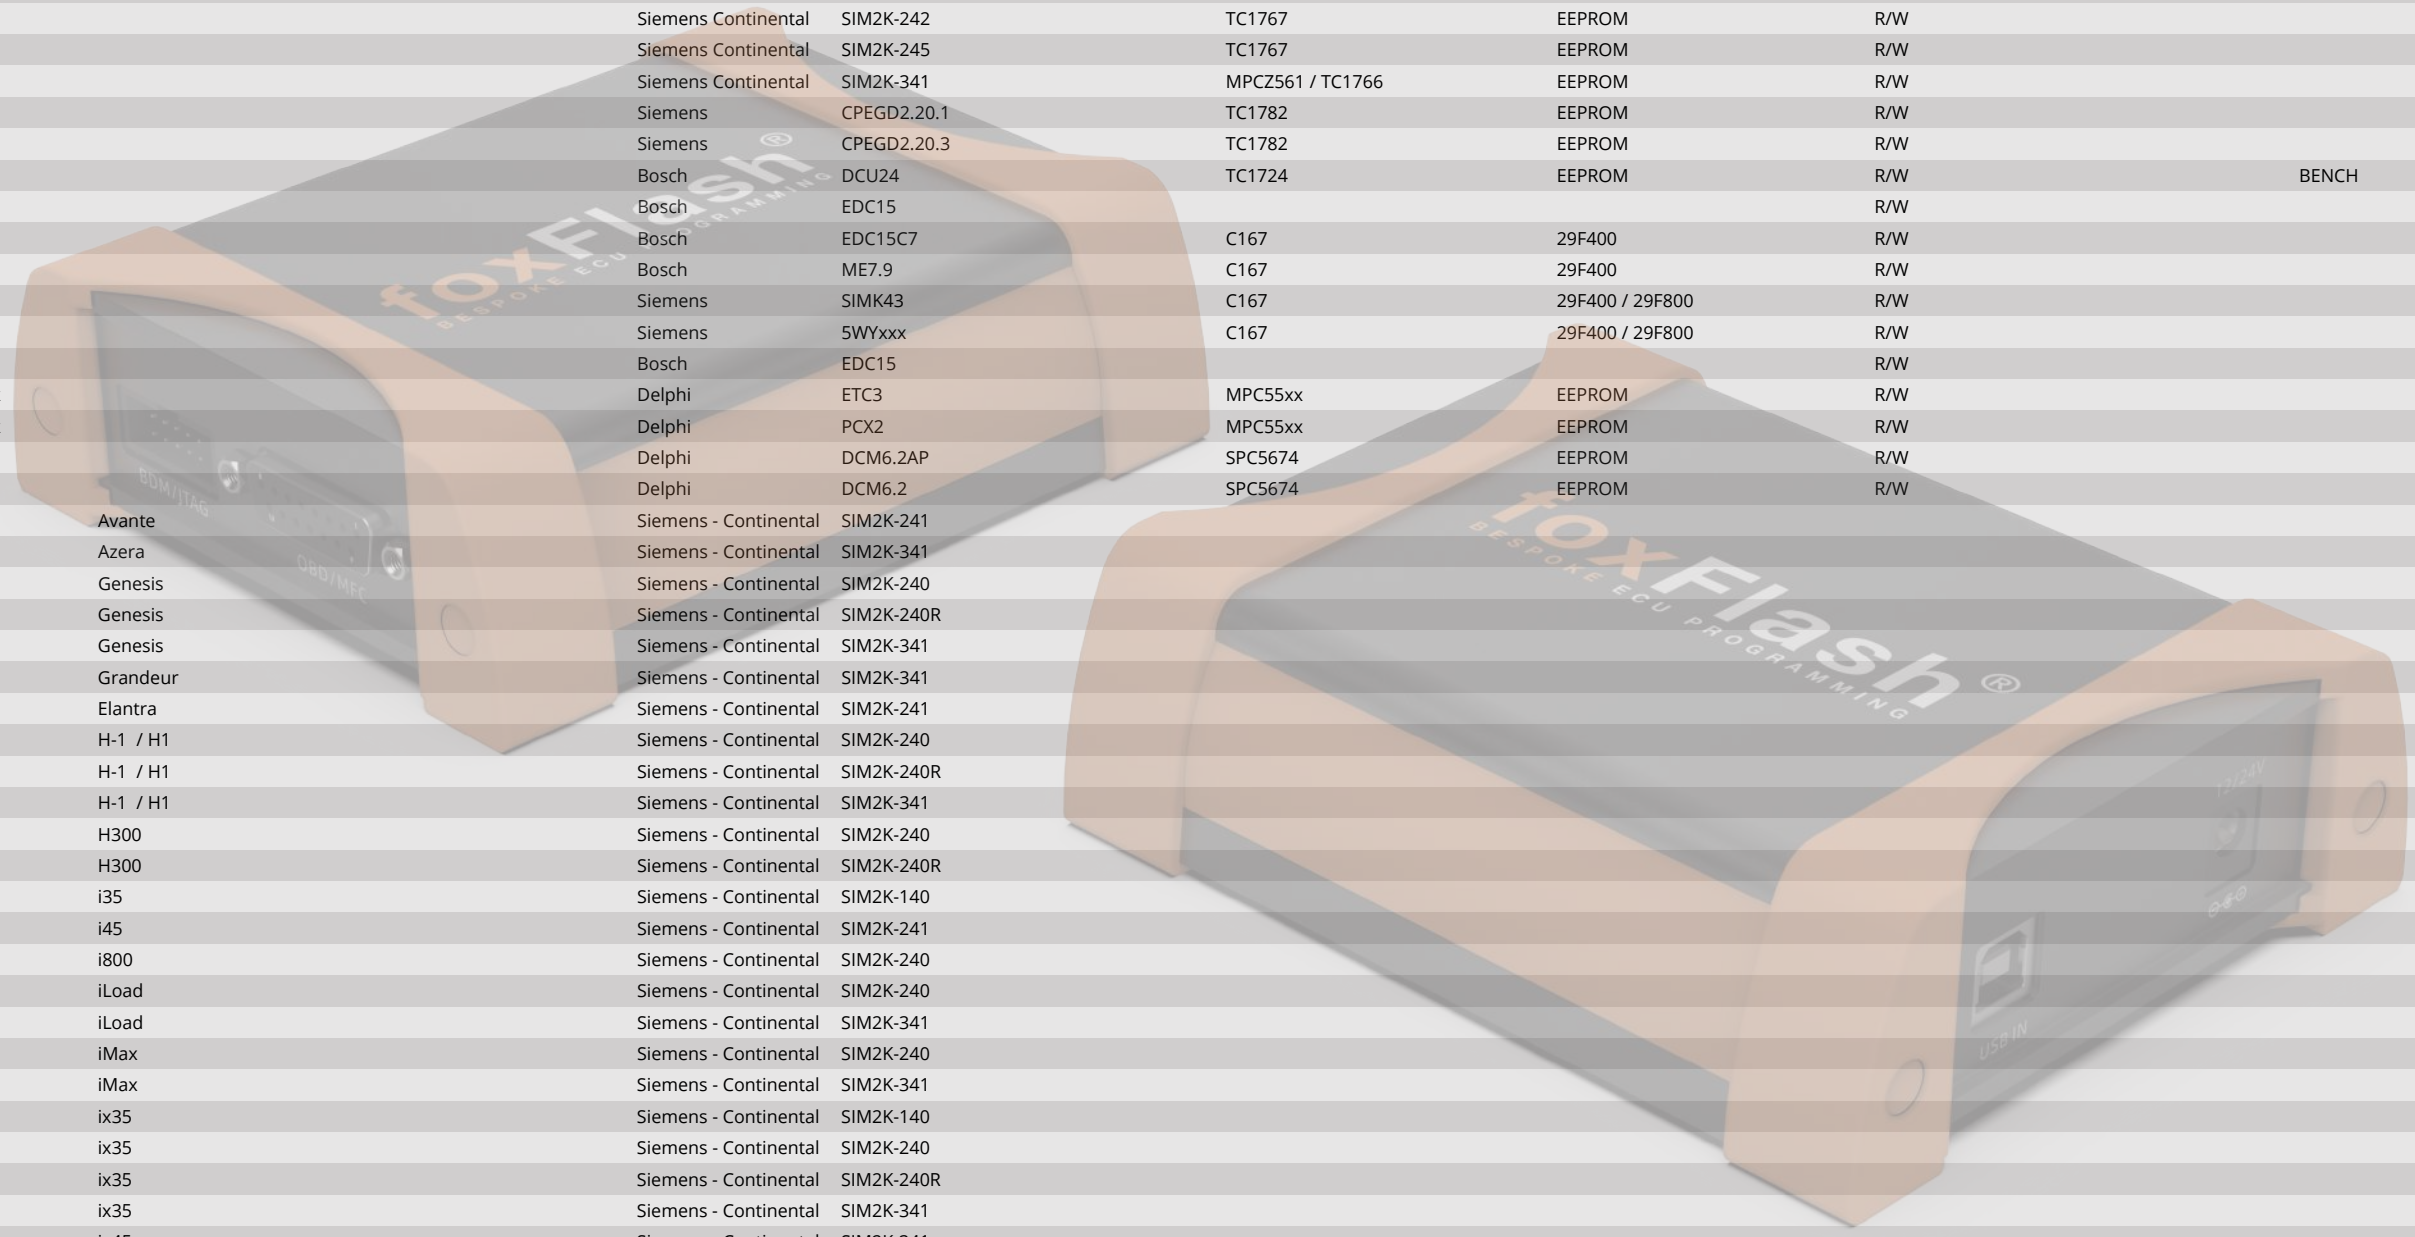 Siemens Continental SIM2K-242 TC1767 EEPROM R/W
Siemens Continental SIM2K-245 TC1767 EEPROM R/W
Siemens Continental SIM2K-341 MPCZ561 / TC1766 EEPROM R/W
Siemens CPEGD2.20.1 TC1782 EEPROM R/W
Siemens CPEGD2.20.3 TC1782 EEPROM R/W
Bosch DCU24 TC1724 EEPROM R/W BENCH
Bosch EDC15 R/W
Bosch EDC15C7 C167 29F400 R/W
Bosch ME7.9 C167 29F400 R/W
Siemens SIMK43 C167 29F400 / 29F800 R/W
Siemens 5WYxxx C167 29F400 / 29F800 R/W
Bosch EDC15 R/W
Delphi ETC3 MPC55xx EEPROM R/W
Delphi PCX2 MPC55xx EEPROM R/W
Delphi DCM6.2AP SPC5674 EEPROM R/W
Delphi DCM6.2 SPC5674 EEPROM R/W
Avante Siemens - Continental SIM2K-241
Azera Siemens - Continental SIM2K-341
Genesis Siemens - Continental SIM2K-240
Genesis Siemens - Continental SIM2K-240R
Genesis Siemens - Continental SIM2K-341
Grandeur Siemens - Continental SIM2K-341
Elantra Siemens - Continental SIM2K-241
H-1 / H1 Siemens - Continental SIM2K-240
H-1 / H1 Siemens - Continental SIM2K-240R
H-1 / H1 Siemens - Continental SIM2K-341
H300 Siemens - Continental SIM2K-240
H300 Siemens - Continental SIM2K-240R
i35 Siemens - Continental SIM2K-140
i45 Siemens - Continental SIM2K-241
i800 Siemens - Continental SIM2K-240
iLoad Siemens - Continental SIM2K-240
iLoad Siemens - Continental SIM2K-341
iMax Siemens - Continental SIM2K-240
iMax Siemens - Continental SIM2K-341
ix35 Siemens - Continental SIM2K-140
ix35 Siemens - Continental SIM2K-240
ix35 Siemens - Continental SIM2K-240R
ix35 Siemens - Continental SIM2K-341
foxFlash®
BESPOKE ECU PROGRAMMING
BDM/JTAG
OBD/MFC
foxFlash®
BESPOKE ECU PROGRAMMING
12/24V
USB IN